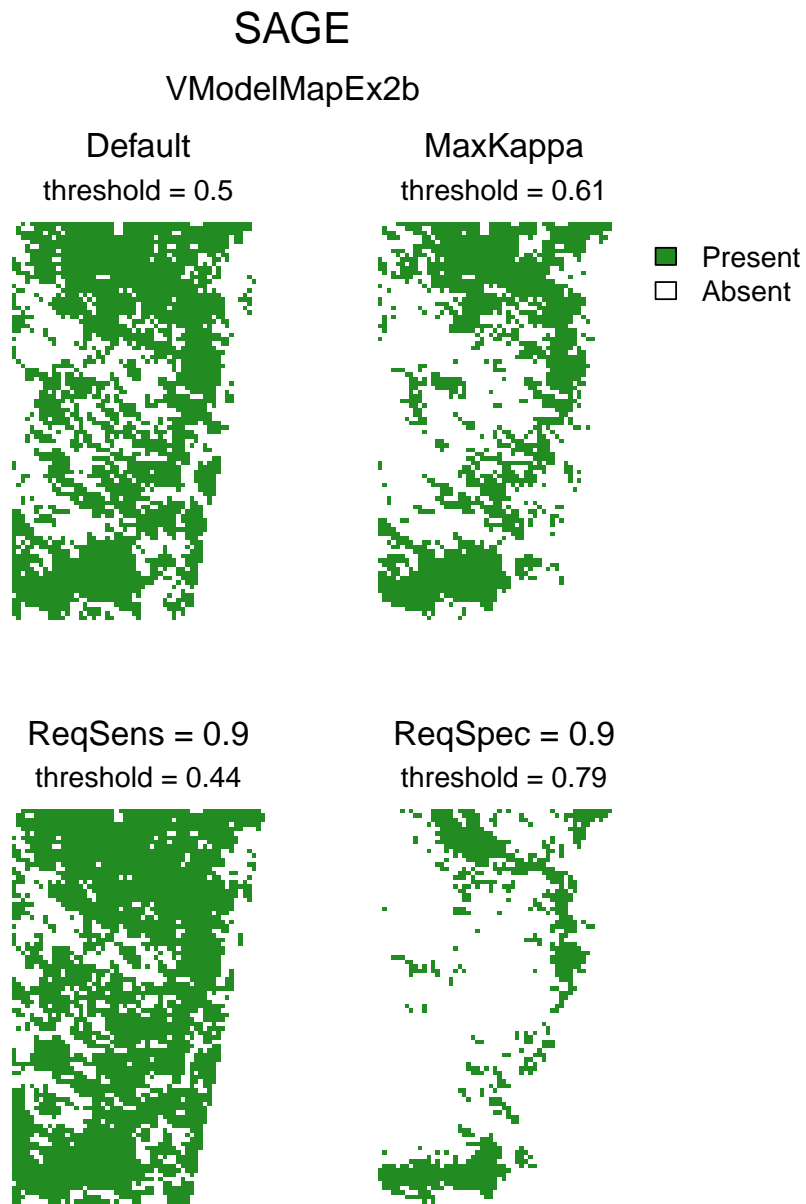 SAGE
VModelMapEx2b
Default
threshold = 0.5
MaxKappa
threshold = 0.61
Present
Absent
ReqSens = 0.9
threshold = 0.44
ReqSpec = 0.9
threshold = 0.79